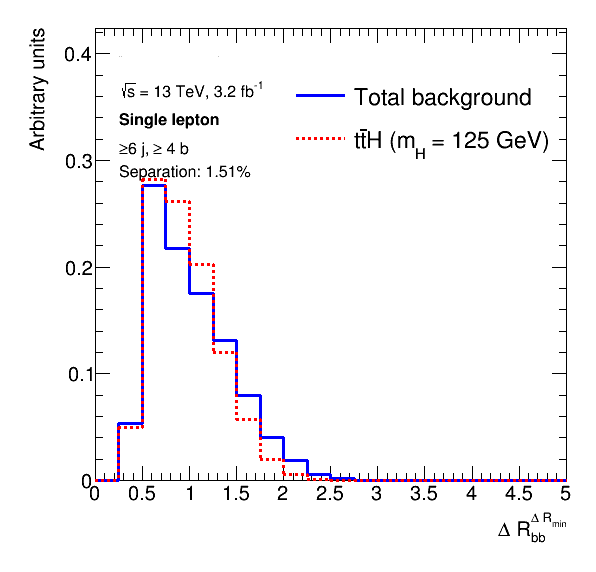 Arbitrary units
0.4
0.3
0.2
0.1
0
√s = 13 TeV, 3.2 fb⁻¹
Single lepton
≥6 j, ≥ 4 b
Separation: 1.51%
Total background
tt̄H (m_H = 125 GeV)
0 0.5 1 1.5 2 2.5 3 3.5 4 4.5 5
Δ R_bb^Δ R_min